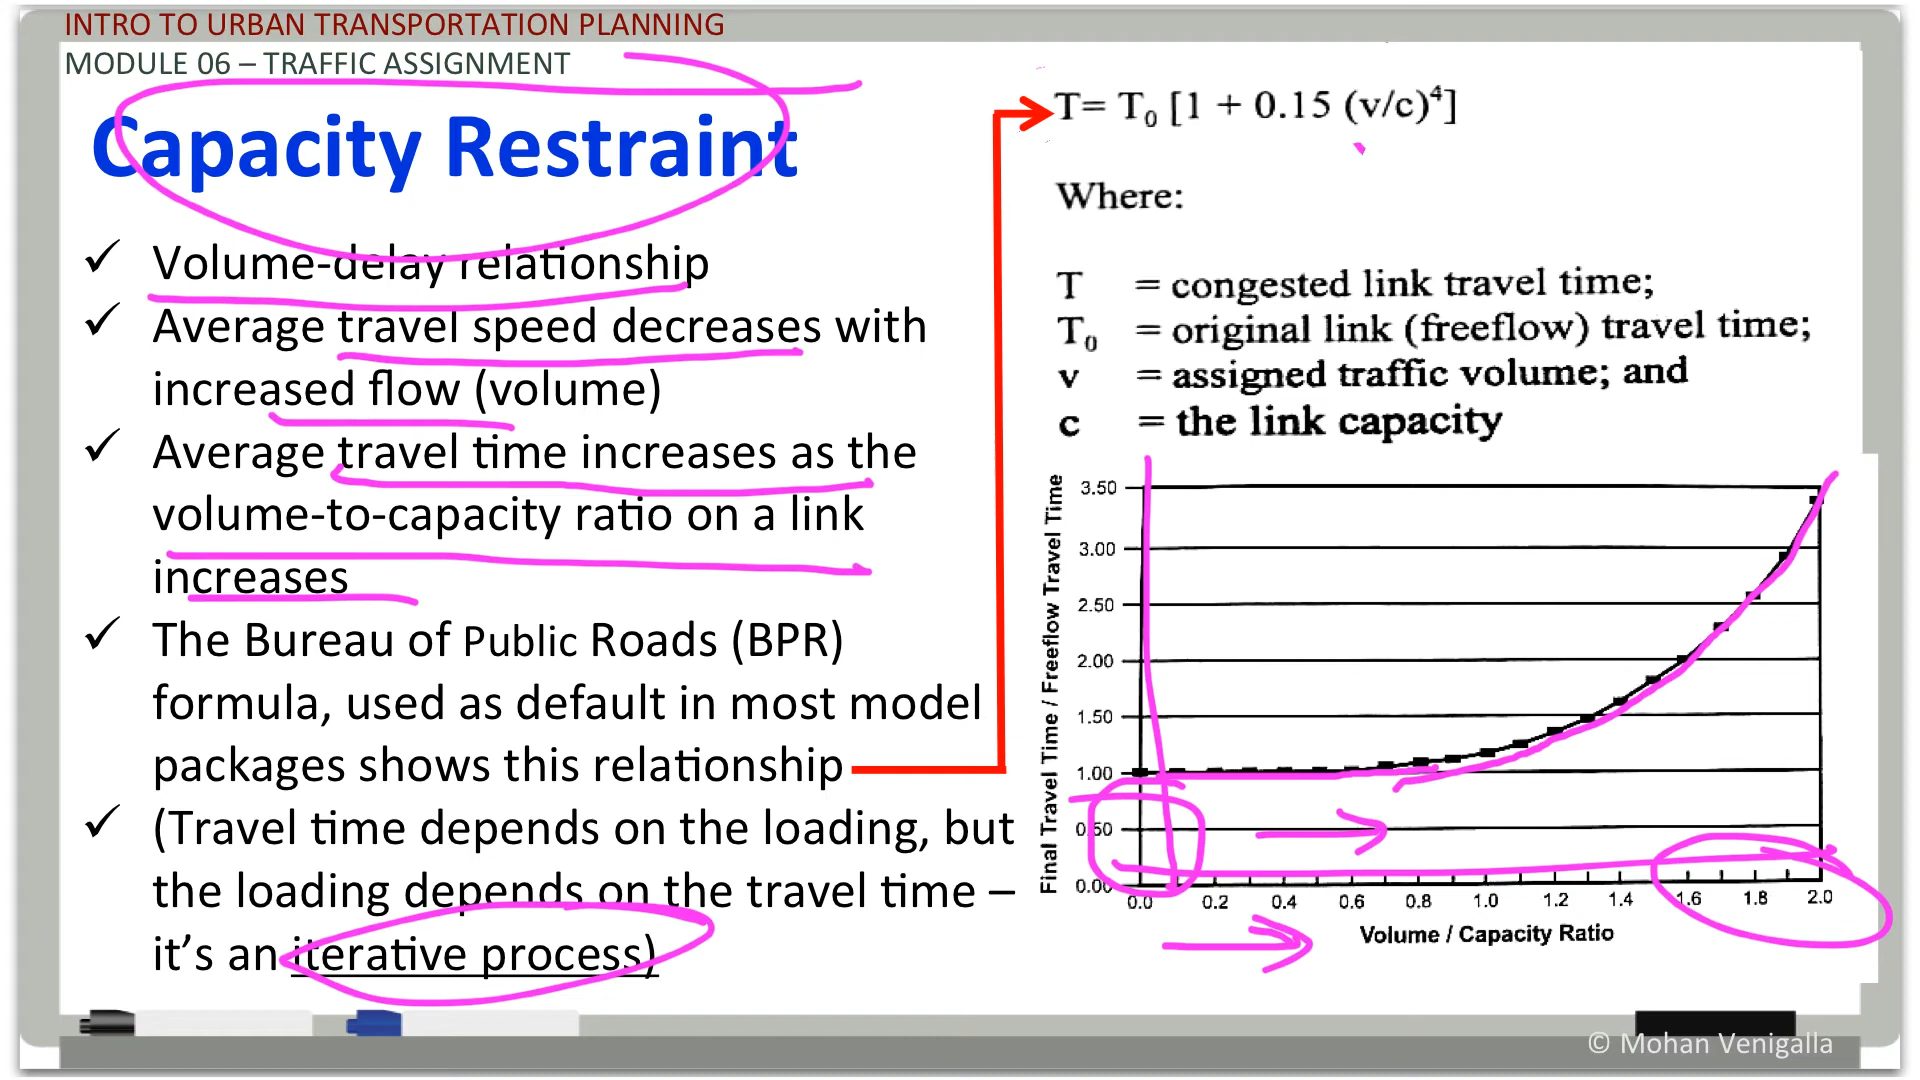 INTRO TO URBAN TRANSPORTATION PLANNING
MODULE 06 – TRAFFIC ASSIGNMENT
Capacity Restraint
✓ Volume-delay relationship
✓ Average travel speed decreases with
increased flow (volume)
✓ Average travel time increases as the
volume-to-capacity ratio on a link
increases
✓ The Bureau of Public Roads (BPR)
formula, used as default in most model
packages shows this relationship
✓ (Travel time depends on the loading, but
the loading depends on the travel time –
it's an iterative process)
T= T₀ [1 + 0.15 (v/c)⁴]
Where:
T = congested link travel time;
T₀ = original link (freeflow) travel time;
v = assigned traffic volume; and
c = the link capacity
Final Travel Time / Freeflow Travel Time
3.50
3.00
2.50
2.00
1.50
1.00
0.50
0.00
0.0 0.2 0.4 0.6 0.8 1.0 1.2 1.4 1.6 1.8 2.0
Volume / Capacity Ratio
© Mohan Venigalla